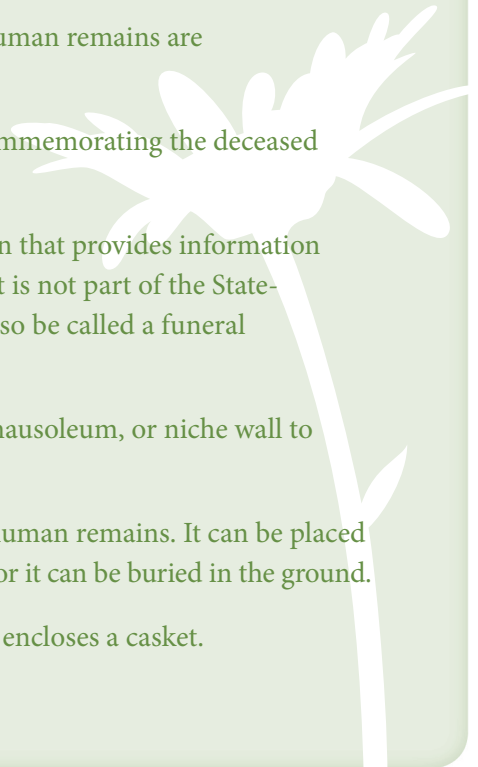 uman remains are
mmemorating the deceased
n that provides information
t is not part of the State-
so be called a funeral
ausoleum, or niche wall to
uman remains. It can be placed
or it can be buried in the ground.
encloses a casket.